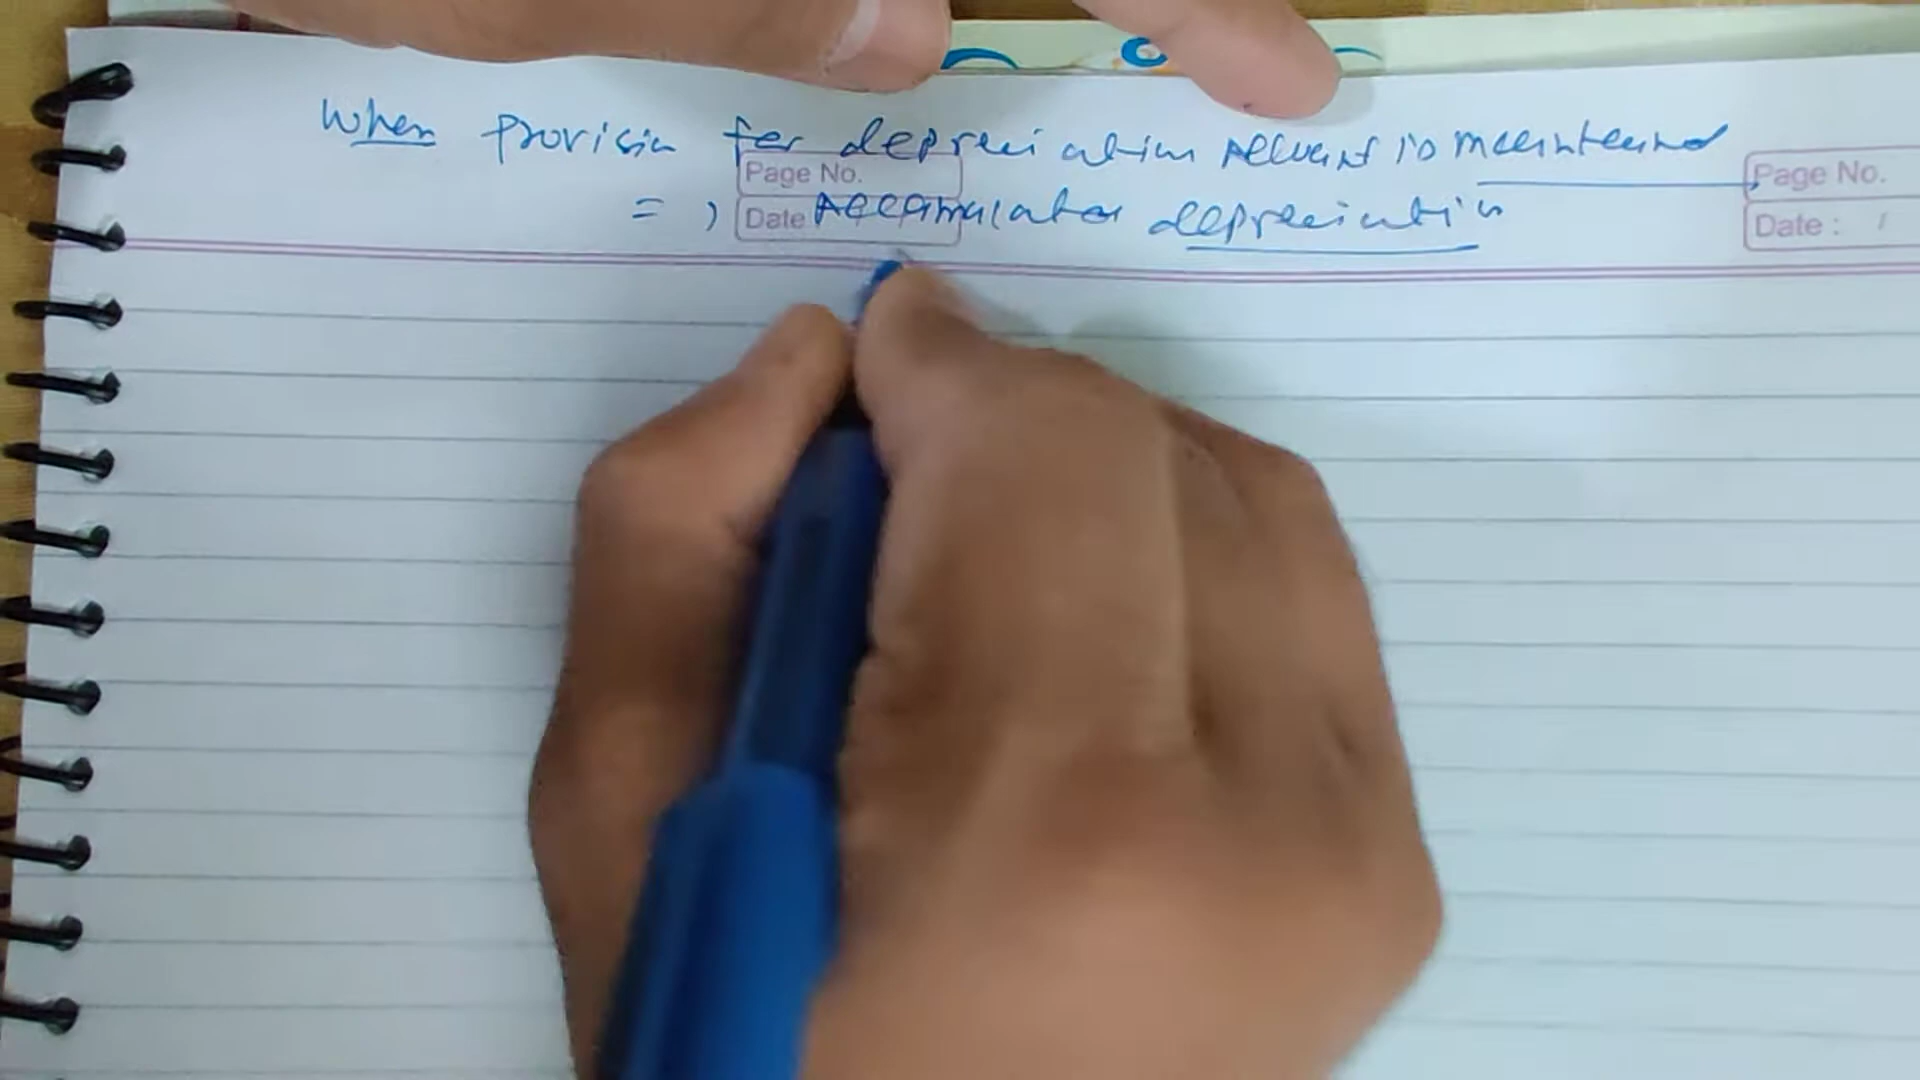 When provision for depreciation account is maintained
Page No.
Page No.
=) Accumulated depreciation
Date
Date : /